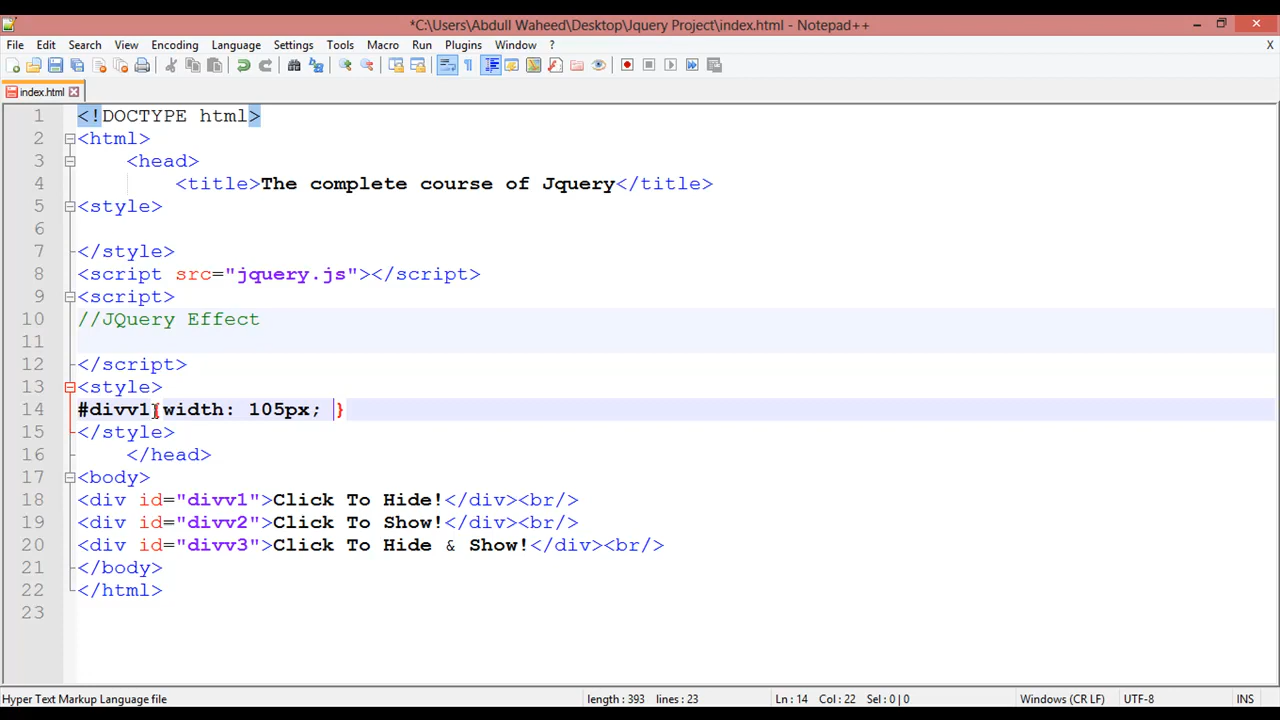 *C:\Users\Abdull Waheed\Desktop\Jquery Project\index.html - Notepad++
File Edit Search View Encoding Language Settings Tools Macro Run Plugins Window ? X
index.html
1 <!DOCTYPE html>
2 <html>
3 <head>
4 <title>The complete course of Jquery</title>
5 <style>
6
7 </style>
8 <script src="jquery.js"></script>
9 <script>
10 //JQuery Effect
11
12 </script>
13 <style>
14 #divv1{width: 105px; }
15 </style>
16 </head>
17 <body>
18 <div id="divv1">Click To Hide!</div><br/>
19 <div id="divv2">Click To Show!</div><br/>
20 <div id="divv3">Click To Hide & Show!</div><br/>
21 </body>
22 </html>
23
Hyper Text Markup Language file length : 393 lines : 23 Ln : 14 Col : 22 Sel : 0 | 0 Windows (CR LF) UTF-8 INS